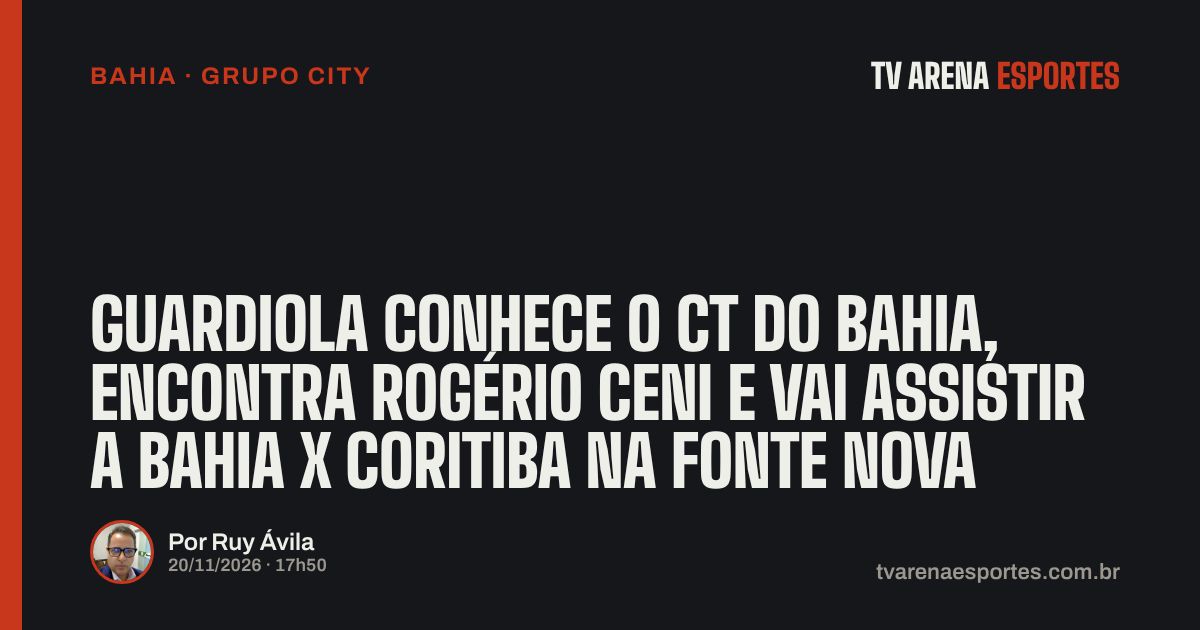 BAHIA · GRUPO CITY
TV ARENA ESPORTES
GUARDIOLA CONHECE O CT DO BAHIA,
ENCONTRA ROGÉRIO CENI E VAI ASSISTIR
A BAHIA X CORITIBA NA FONTE NOVA
Por Ruy Ávila
20/11/2026 · 17h50
tvarenaesportes.com.br